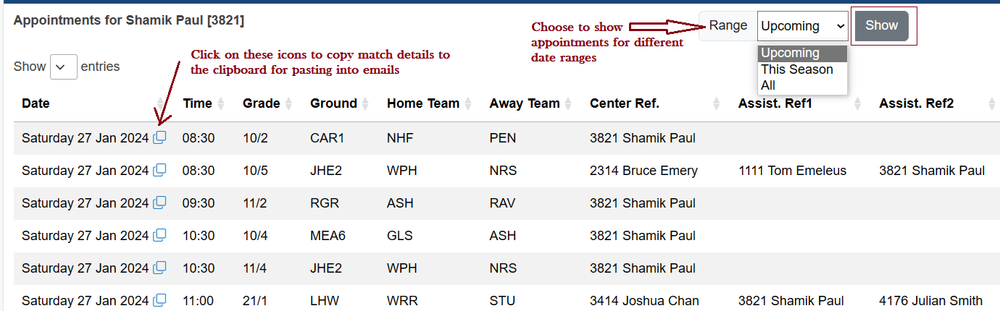 Appointments for Shamik Paul [3821]
Choose to show
appointments for different
date ranges
Range Upcoming Show
Upcoming
This Season
All
Click on these icons to copy match details to
the clipboard for pasting into emails
Show entries
Date Time Grade Ground Home Team Away Team Center Ref. Assist. Ref1 Assist. Ref2
Saturday 27 Jan 2024 08:30 10/2 CAR1 NHF PEN 3821 Shamik Paul
Saturday 27 Jan 2024 08:30 10/5 JHE2 WPH NRS 2314 Bruce Emery 1111 Tom Emeleus 3821 Shamik Paul
Saturday 27 Jan 2024 09:30 11/2 RGR ASH RAV 3821 Shamik Paul
Saturday 27 Jan 2024 10:30 10/4 MEA6 GLS ASH 3821 Shamik Paul
Saturday 27 Jan 2024 10:30 11/4 JHE2 WPH NRS 3821 Shamik Paul
Saturday 27 Jan 2024 11:00 21/1 LHW WRR STU 3414 Joshua Chan 3821 Shamik Paul 4176 Julian Smith